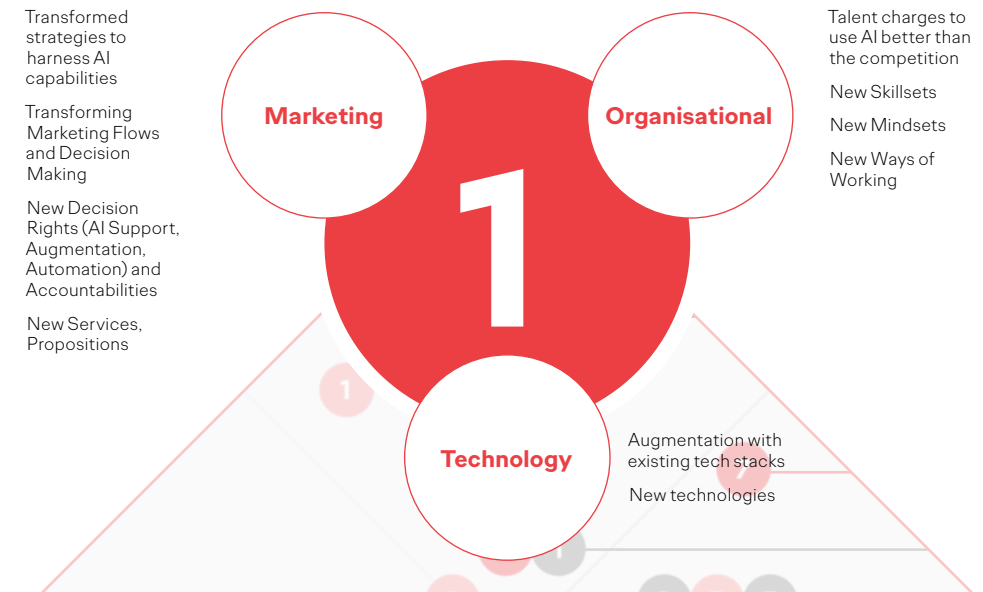 Transformed
strategies to
harness AI
capabilities
Transforming
Marketing Flows
and Decision
Making
New Decision
Rights (AI Support,
Augmentation,
Automation) and
Accountabilities
New Services,
Propositions
Marketing
1
Organisational
Talent charges to
use AI better than
the competition
New Skillsets
New Mindsets
New Ways of
Working
1
Technology
Augmentation with
existing tech stacks
New technologies